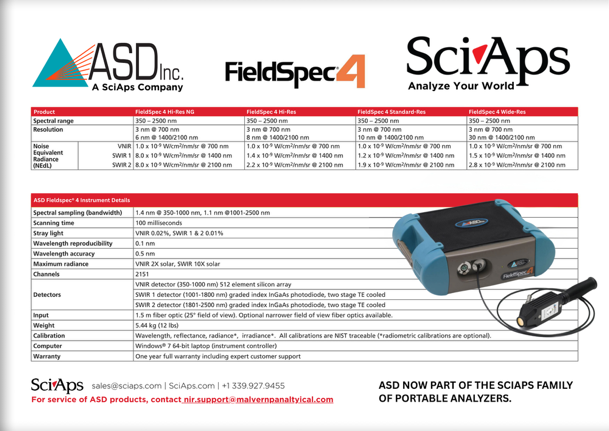 ASD Inc.
A SciAps Company
FieldSpec® 4
SciAps
Analyze Your World
Product FieldSpec 4 Hi-Res NG FieldSpec 4 Hi-Res FieldSpec 4 Standard-Res FieldSpec 4 Wide-Res
Spectral range 350 – 2500 nm 350 – 2500 nm 350 – 2500 nm 350 – 2500 nm
Resolution 3 nm @ 700 nm 3 nm @ 700 nm 3 nm @ 700 nm 3 nm @ 700 nm
6 nm @ 1400/2100 nm 8 nm @ 1400/2100 nm 10 nm @ 1400/2100 nm 30 nm @ 1400/2100 nm
Noise Equivalent Radiance (NEdL) VNIR 1.0 x 10⁻⁹ W/cm²/nm/sr @ 700 nm 1.0 x 10⁻⁹ W/cm²/nm/sr @ 700 nm 1.0 x 10⁻⁹ W/cm²/nm/sr @ 700 nm 1.0 x 10⁻⁹ W/cm²/nm/sr @ 700 nm
SWIR 1 8.0 x 10⁻⁹ W/cm²/nm/sr @ 1400 nm 1.4 x 10⁻⁹ W/cm²/nm/sr @ 1400 nm 1.2 x 10⁻⁹ W/cm²/nm/sr @ 1400 nm 1.5 x 10⁻⁹ W/cm²/nm/sr @ 1400 nm
SWIR 2 8.0 x 10⁻⁹ W/cm²/nm/sr @ 2100 nm 2.2 x 10⁻⁹ W/cm²/nm/sr @ 2100 nm 1.9 x 10⁻⁹ W/cm²/nm/sr @ 2100 nm 2.8 x 10⁻⁹ W/cm²/nm/sr @ 2100 nm
ASD Fieldspec® 4 Instrument Details
Spectral sampling (bandwidth) 1.4 nm @ 350-1000 nm, 1.1 nm @1001-2500 nm
Scanning time 100 milliseconds
Stray light VNIR 0.02%, SWIR 1 & 2 0.01%
Wavelength reproducibility 0.1 nm
Wavelength accuracy 0.5 nm
Maximum radiance VNIR 2X solar, SWIR 10X solar
Channels 2151
Detectors VNIR detector (350-1000 nm) 512 element silicon array
SWIR 1 detector (1001-1800 nm) graded index InGaAs photodiode, two stage TE cooled
SWIR 2 detector (1801-2500 nm) graded index InGaAs photodiode, two stage TE cooled
Input 1.5 m fiber optic (25° field of view). Optional narrower field of view fiber optics available.
Weight 5.44 kg (12 lbs)
Calibration Wavelength, reflectance, radiance*, irradiance*. All calibrations are NIST traceable (*radiometric calibrations are optional).
Computer Windows® 7 64-bit laptop (instrument controller)
Warranty One year full warranty including expert customer support
ASD
FieldSpec 4
SciAps sales@sciaps.com | SciAps.com | +1 339.927.9455
For service of ASD products, contact nir.support@malvernpanaltyical.com
ASD NOW PART OF THE SCIAPS FAMILY
OF PORTABLE ANALYZERS.